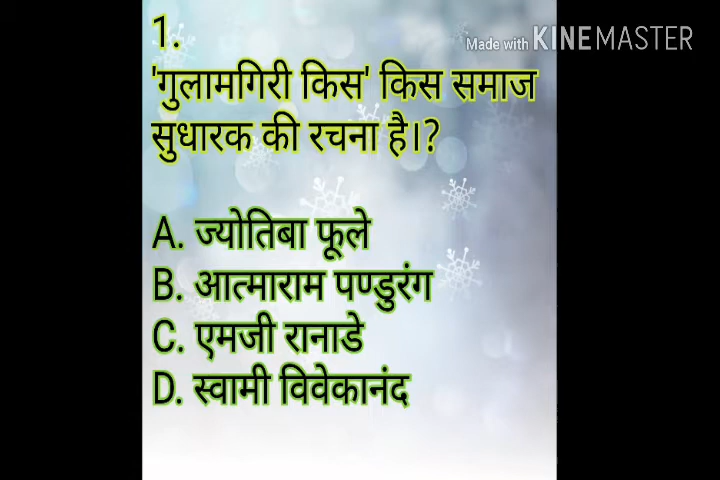 1.
Made with KINEMASTER
'गुलामगिरी किस' किस समाज
सुधारक की रचना है।?
A. ज्योतिबा फूले
B. आत्माराम पण्डुरंग
C. एमजी रानाडे
D. स्वामी विवेकानंद